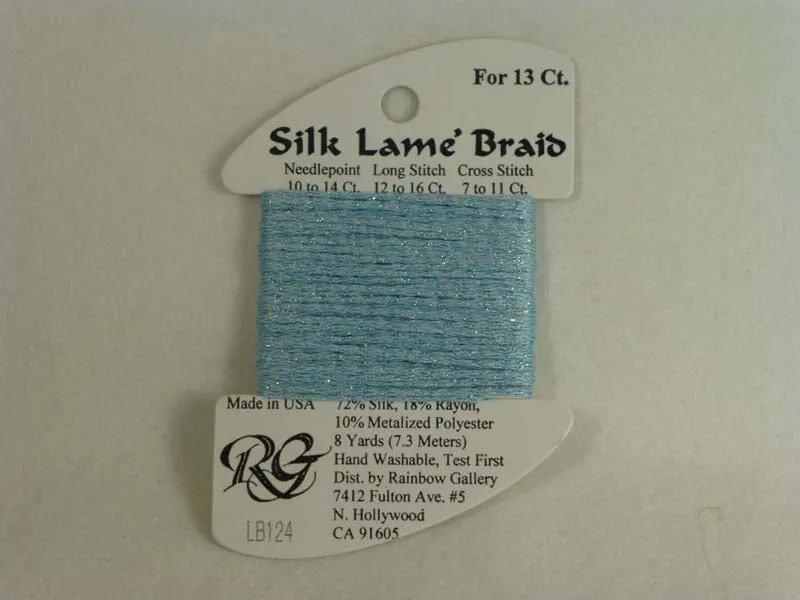 For 13 Ct.
Silk Lame' Braid
Needlepoint Long Stitch Cross Stitch
10 to 14 Ct. 12 to 16 Ct. 7 to 11 Ct.
Made in USA
72% Silk, 18% Rayon,
10% Metalized Polyester
8 Yards (7.3 Meters)
Hand Washable, Test First
Dist. by Rainbow Gallery
7412 Fulton Ave. #5
N. Hollywood
CA 91605
RG
LB124